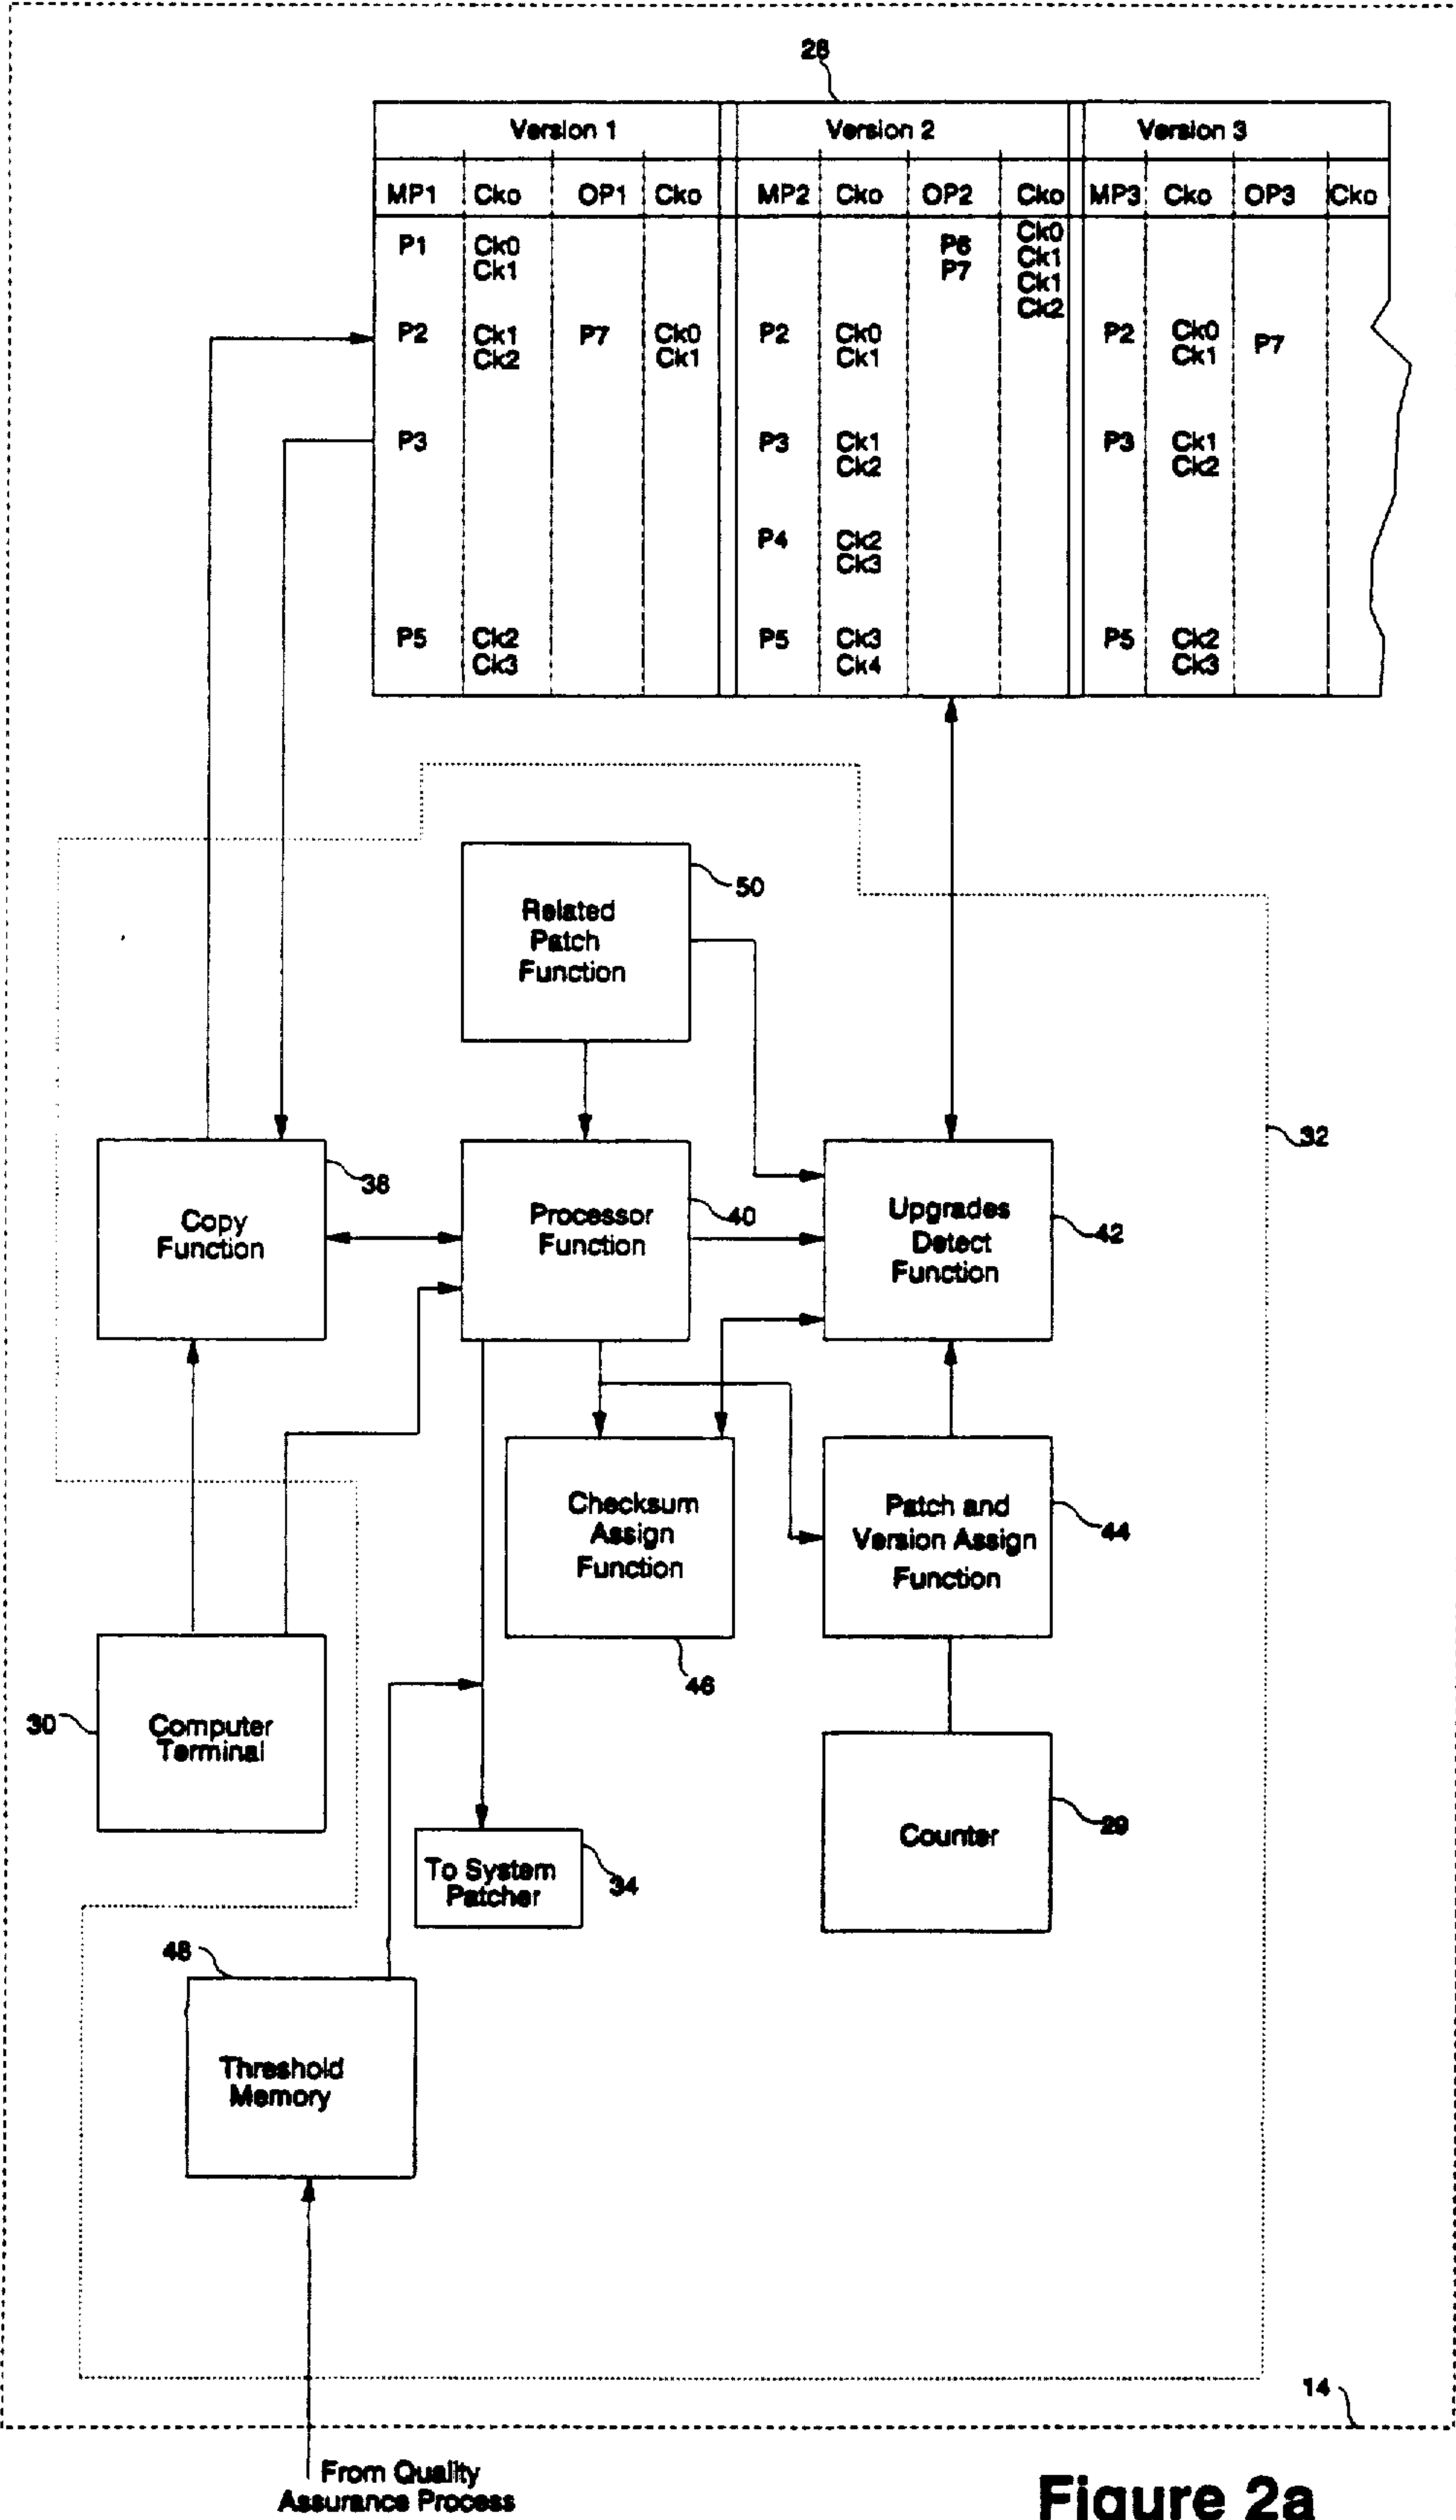 28
Version 1 Version 2 Version 3
MP1 Cko OP1 Cko MP2 Cko OP2 Cko MP3 Cko OP3 Cko
P1 Ck0 P6 Ck0
Ck1 P7 Ck1
Ck1
Ck2
P2 Ck1 P7 Ck0 P2 Ck0 P2 Ck0 P7
Ck2 Ck1 Ck1 Ck1
P3 P3 Ck1 P3 Ck1
Ck2 Ck2
P4 Ck2
Ck3
P5 Ck2 P5 Ck3 P5 Ck2
Ck3 Ck4 Ck3
Related
Patch
Function
50
32
Copy
Function
38
Processor
Function
40
Upgrades
Detect
Function
42
Checksum
Assign
Function
46
Patch and
Version Assign
Function
44
30
Computer
Terminal
Counter
29
To System
Patcher
34
48
Threshold
Memory
14
From Quality
Assurance Process
Figure 2a